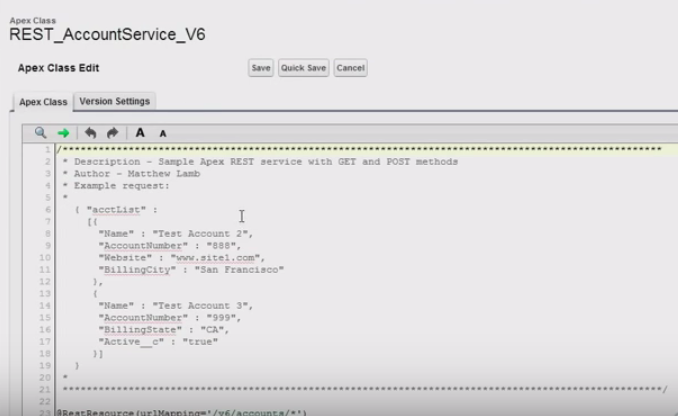 Apex Class
REST_AccountService_V6
Apex Class Edit
Save Quick Save Cancel
Apex Class Version Settings
A A
1 /******************************************************************************************
2 * Description - Sample Apex REST service with GET and POST methods
3 * Author - Matthew Lamb
4 * Example request:
5 *
6 { "acctList" :
7 [{
8 "Name" : "Test Account 2",
9 "AccountNumber" : "888",
10 "Website" : "www.site1.com",
11 "BillingCity" : "San Francisco"
12 },
13 {
14 "Name" : "Test Account 3",
15 "AccountNumber" : "999",
16 "BillingState" : "CA",
17 "Active__c" : "true"
18 }]
19 }
20 *
21 ******************************************************************************************/
22
23 @RestResource(urlMapping='/v6/accounts/*')